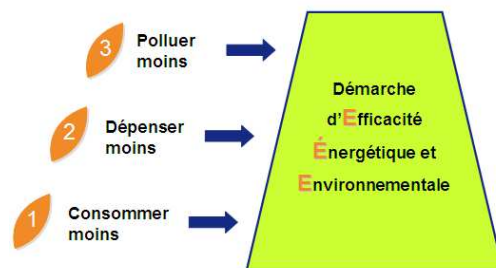 3 Polluer
moins
2 Dépenser
moins
1 Consommer
moins
Démarche
d'Efficacité
Énergétique et
Environnementale